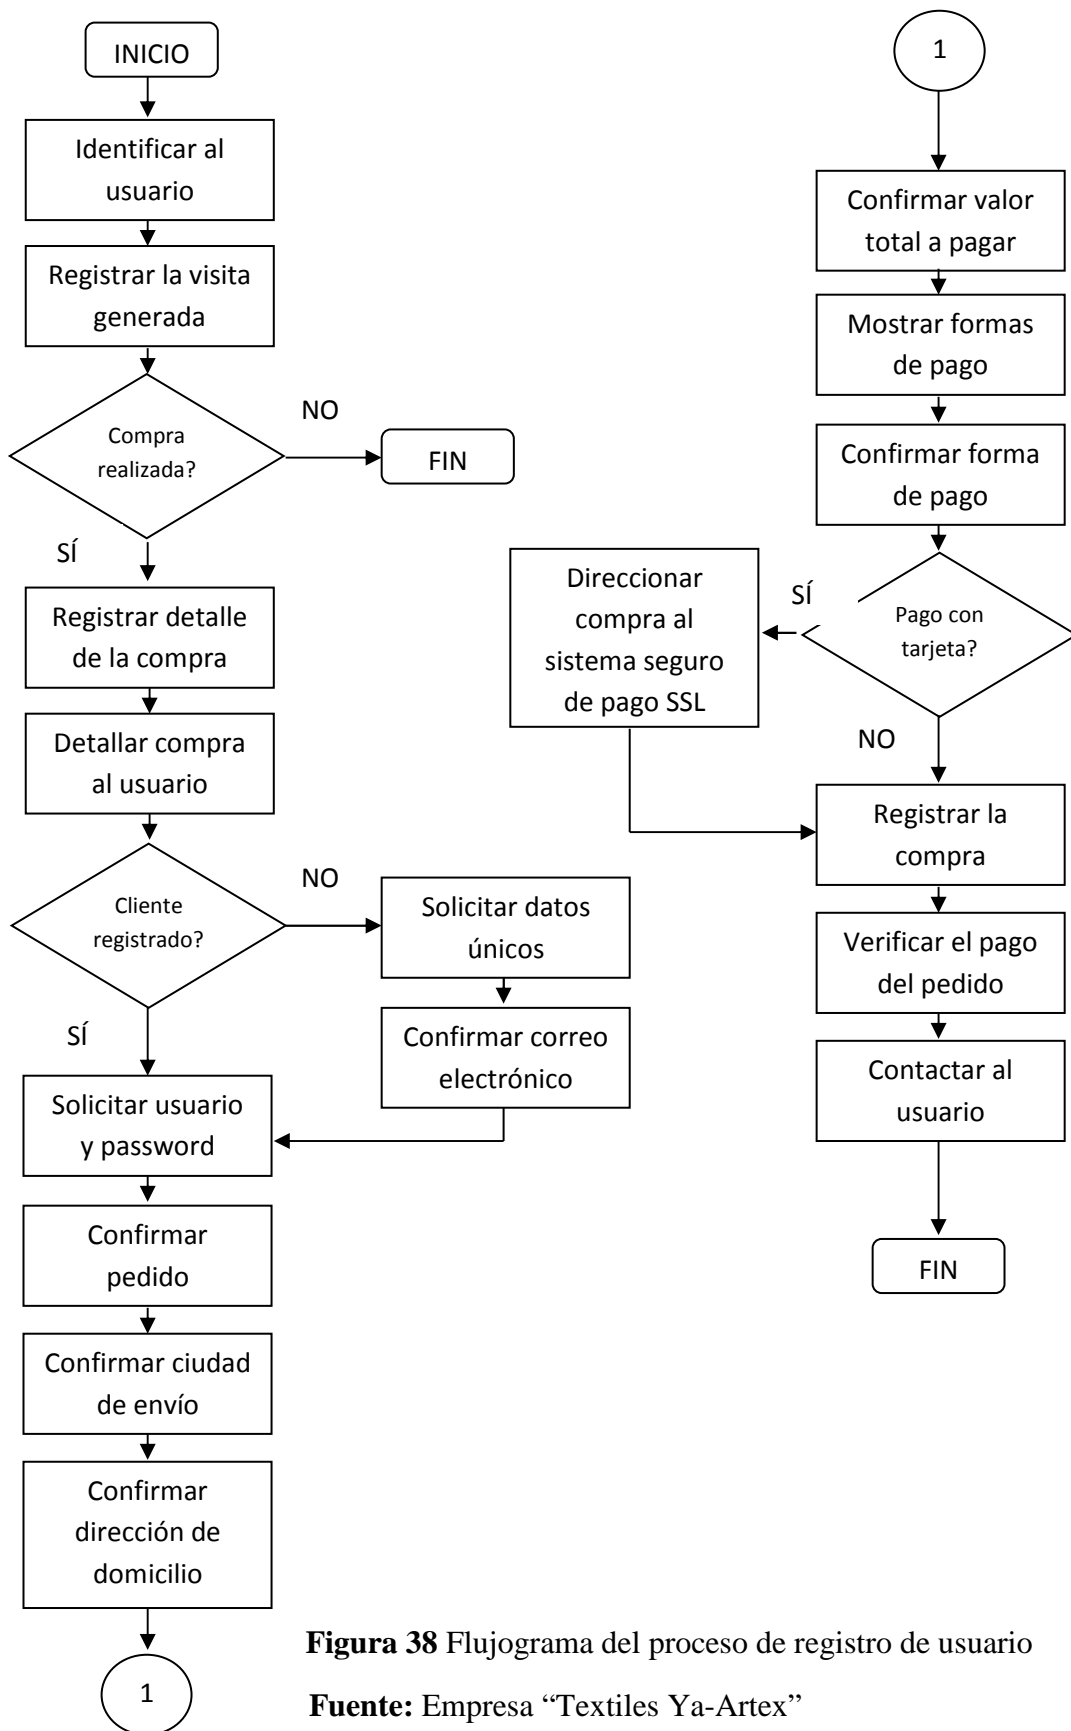 INICIO
Identificar al
usuario
Registrar la visita
generada
Compra
realizada?
NO
FIN
SÍ
Registrar detalle
de la compra
Detallar compra
al usuario
Cliente
registrado?
NO
Solicitar datos
únicos
Confirmar correo
electrónico
SÍ
Solicitar usuario
y password
Confirmar
pedido
Confirmar ciudad
de envío
Confirmar
dirección de
domicilio
1
1
Confirmar valor
total a pagar
Mostrar formas
de pago
Confirmar forma
de pago
Pago con
tarjeta?
SÍ
Direccionar
compra al
sistema seguro
de pago SSL
NO
Registrar la
compra
Verificar el pago
del pedido
Contactar al
usuario
FIN
Figura 38 Flujograma del proceso de registro de usuario
Fuente: Empresa “Textiles Ya-Artex”